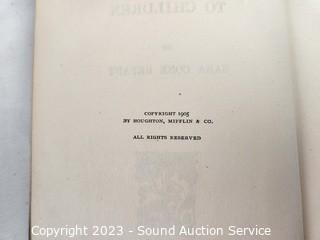 TO CHILDREN
BY
SARA CONE BRYANT
COPYRIGHT 1905
BY HOUGHTON, MIFFLIN & CO.
ALL RIGHTS RESERVED
Copyright 2023 - Sound Auction Service